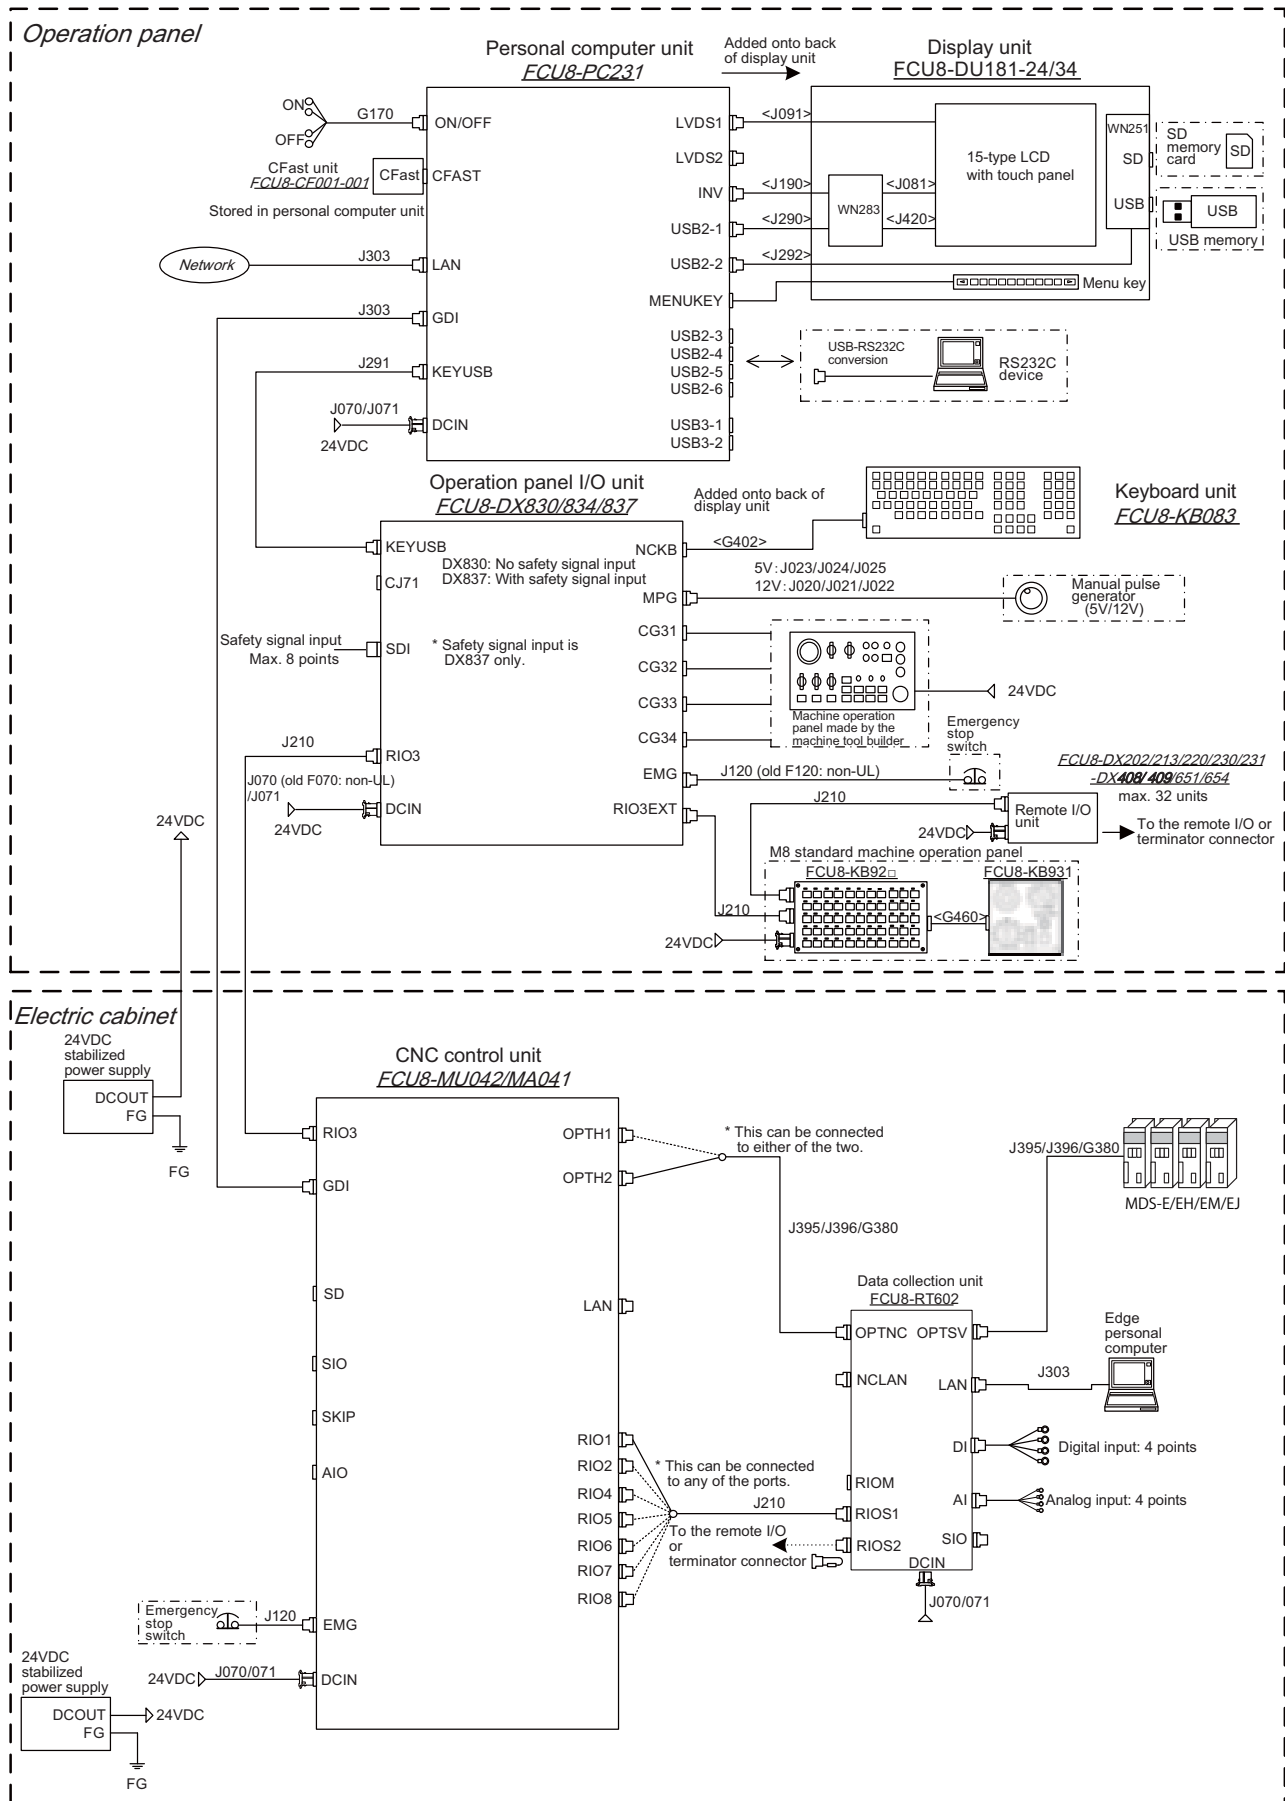 Operation panel
Personal computer unit
FCU8-PC231
Added onto back
of display unit
Display unit
FCU8-DU181-24/34
ON
OFF
G170
ON/OFF
CFast unit
FCU8-CF001-001
CFast
CFAST
Stored in personal computer unit
Network
J303
LAN
J303
GDI
J291
KEYUSB
J070/J071
24VDC
DCIN
LVDS1
LVDS2
INV
USB2-1
USB2-2
MENUKEY
USB2-3
USB2-4
USB2-5
USB2-6
USB3-1
USB3-2
<J091>
<J190>
<J290>
<J292>
WN283
<J081>
<J420>
15-type LCD
with touch panel
WN251
SD
USB
SD
memory
card
SD
USB
USB memory
Menu key
USB-RS232C
conversion
RS232C
device
Operation panel I/O unit
FCU8-DX830/834/837
Added onto back of
display unit
Keyboard unit
FCU8-KB083
KEYUSB
DX830: No safety signal input
DX837: With safety signal input
CJ71
Safety signal input
Max. 8 points
SDI
* Safety signal input is
DX837 only.
J210
RIO3
J070 (old F070: non-UL)
/J071
24VDC
DCIN
NCKB
MPG
CG31
CG32
CG33
CG34
EMG
RIO3EXT
<G402>
5V: J023/J024/J025
12V: J020/J021/J022
Manual pulse
generator
(5V/12V)
Machine operation
panel made by the
machine tool builder
24VDC
Emergency
stop
switch
J120 (old F120: non-UL)
FCU8-DX202/213/220/230/231
-DX408/409/651/654
max. 32 units
J210
Remote I/O
unit
24VDC
To the remote I/O or
terminator connector
M8 standard machine operation panel
FCU8-KB92□
FCU8-KB931
J210
<G460>
24VDC
24VDC
Electric cabinet
24VDC
stabilized
power supply
DCOUT
FG
FG
CNC control unit
FCU8-MU042/MA041
RIO3
GDI
SD
SIO
SKIP
AIO
EMG
DCIN
OPTH1
OPTH2
LAN
RIO1
RIO2
RIO4
RIO5
RIO6
RIO7
RIO8
* This can be connected
to either of the two.
J395/J396/G380
J395/J396/G380
MDS-E/EH/EM/EJ
Data collection unit
FCU8-RT602
OPTNC
OPTSV
NCLAN
LAN
DI
RIOM
AI
RIOS1
RIOS2
SIO
DCIN
J070/071
Edge
personal
computer
J303
Digital input: 4 points
Analog input: 4 points
* This can be connected
to any of the ports.
J210
To the remote I/O
or
terminator connector
Emergency
stop
switch
J120
24VDC
J070/071
24VDC
stabilized
power supply
DCOUT
FG
24VDC
FG